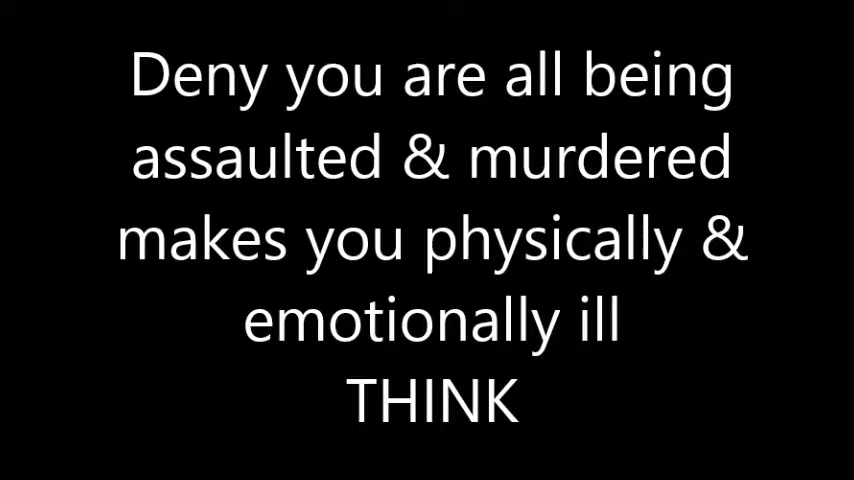 Deny you are all being
assaulted & murdered
makes you physically &
emotionally ill
THINK